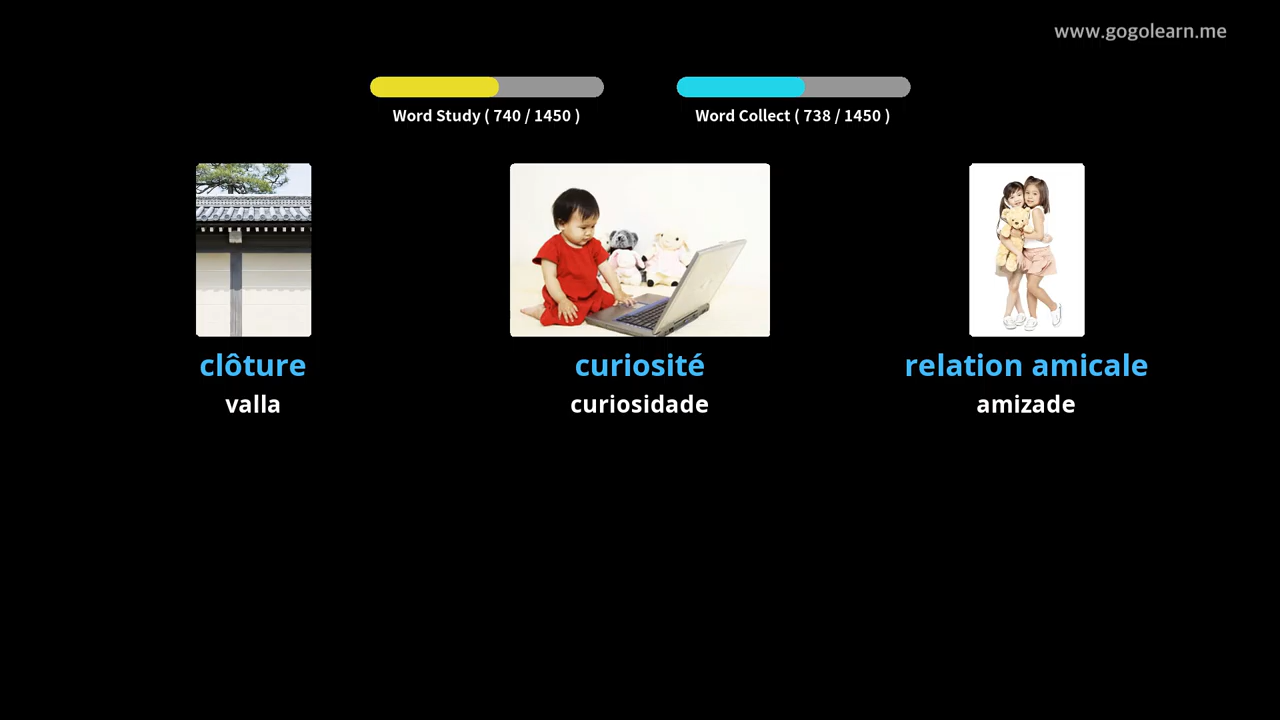 www.gogolearn.me
Word Study ( 740 / 1450 )
Word Collect ( 738 / 1450 )
clôture
curiosité
relation amicale
valla
curiosidade
amizade